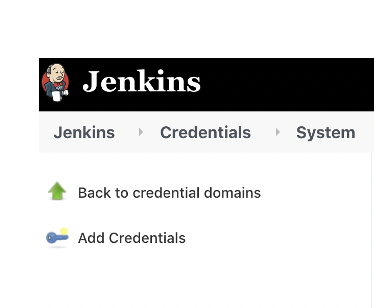 Jenkins
Jenkins Credentials System
Back to credential domains
Add Credentials